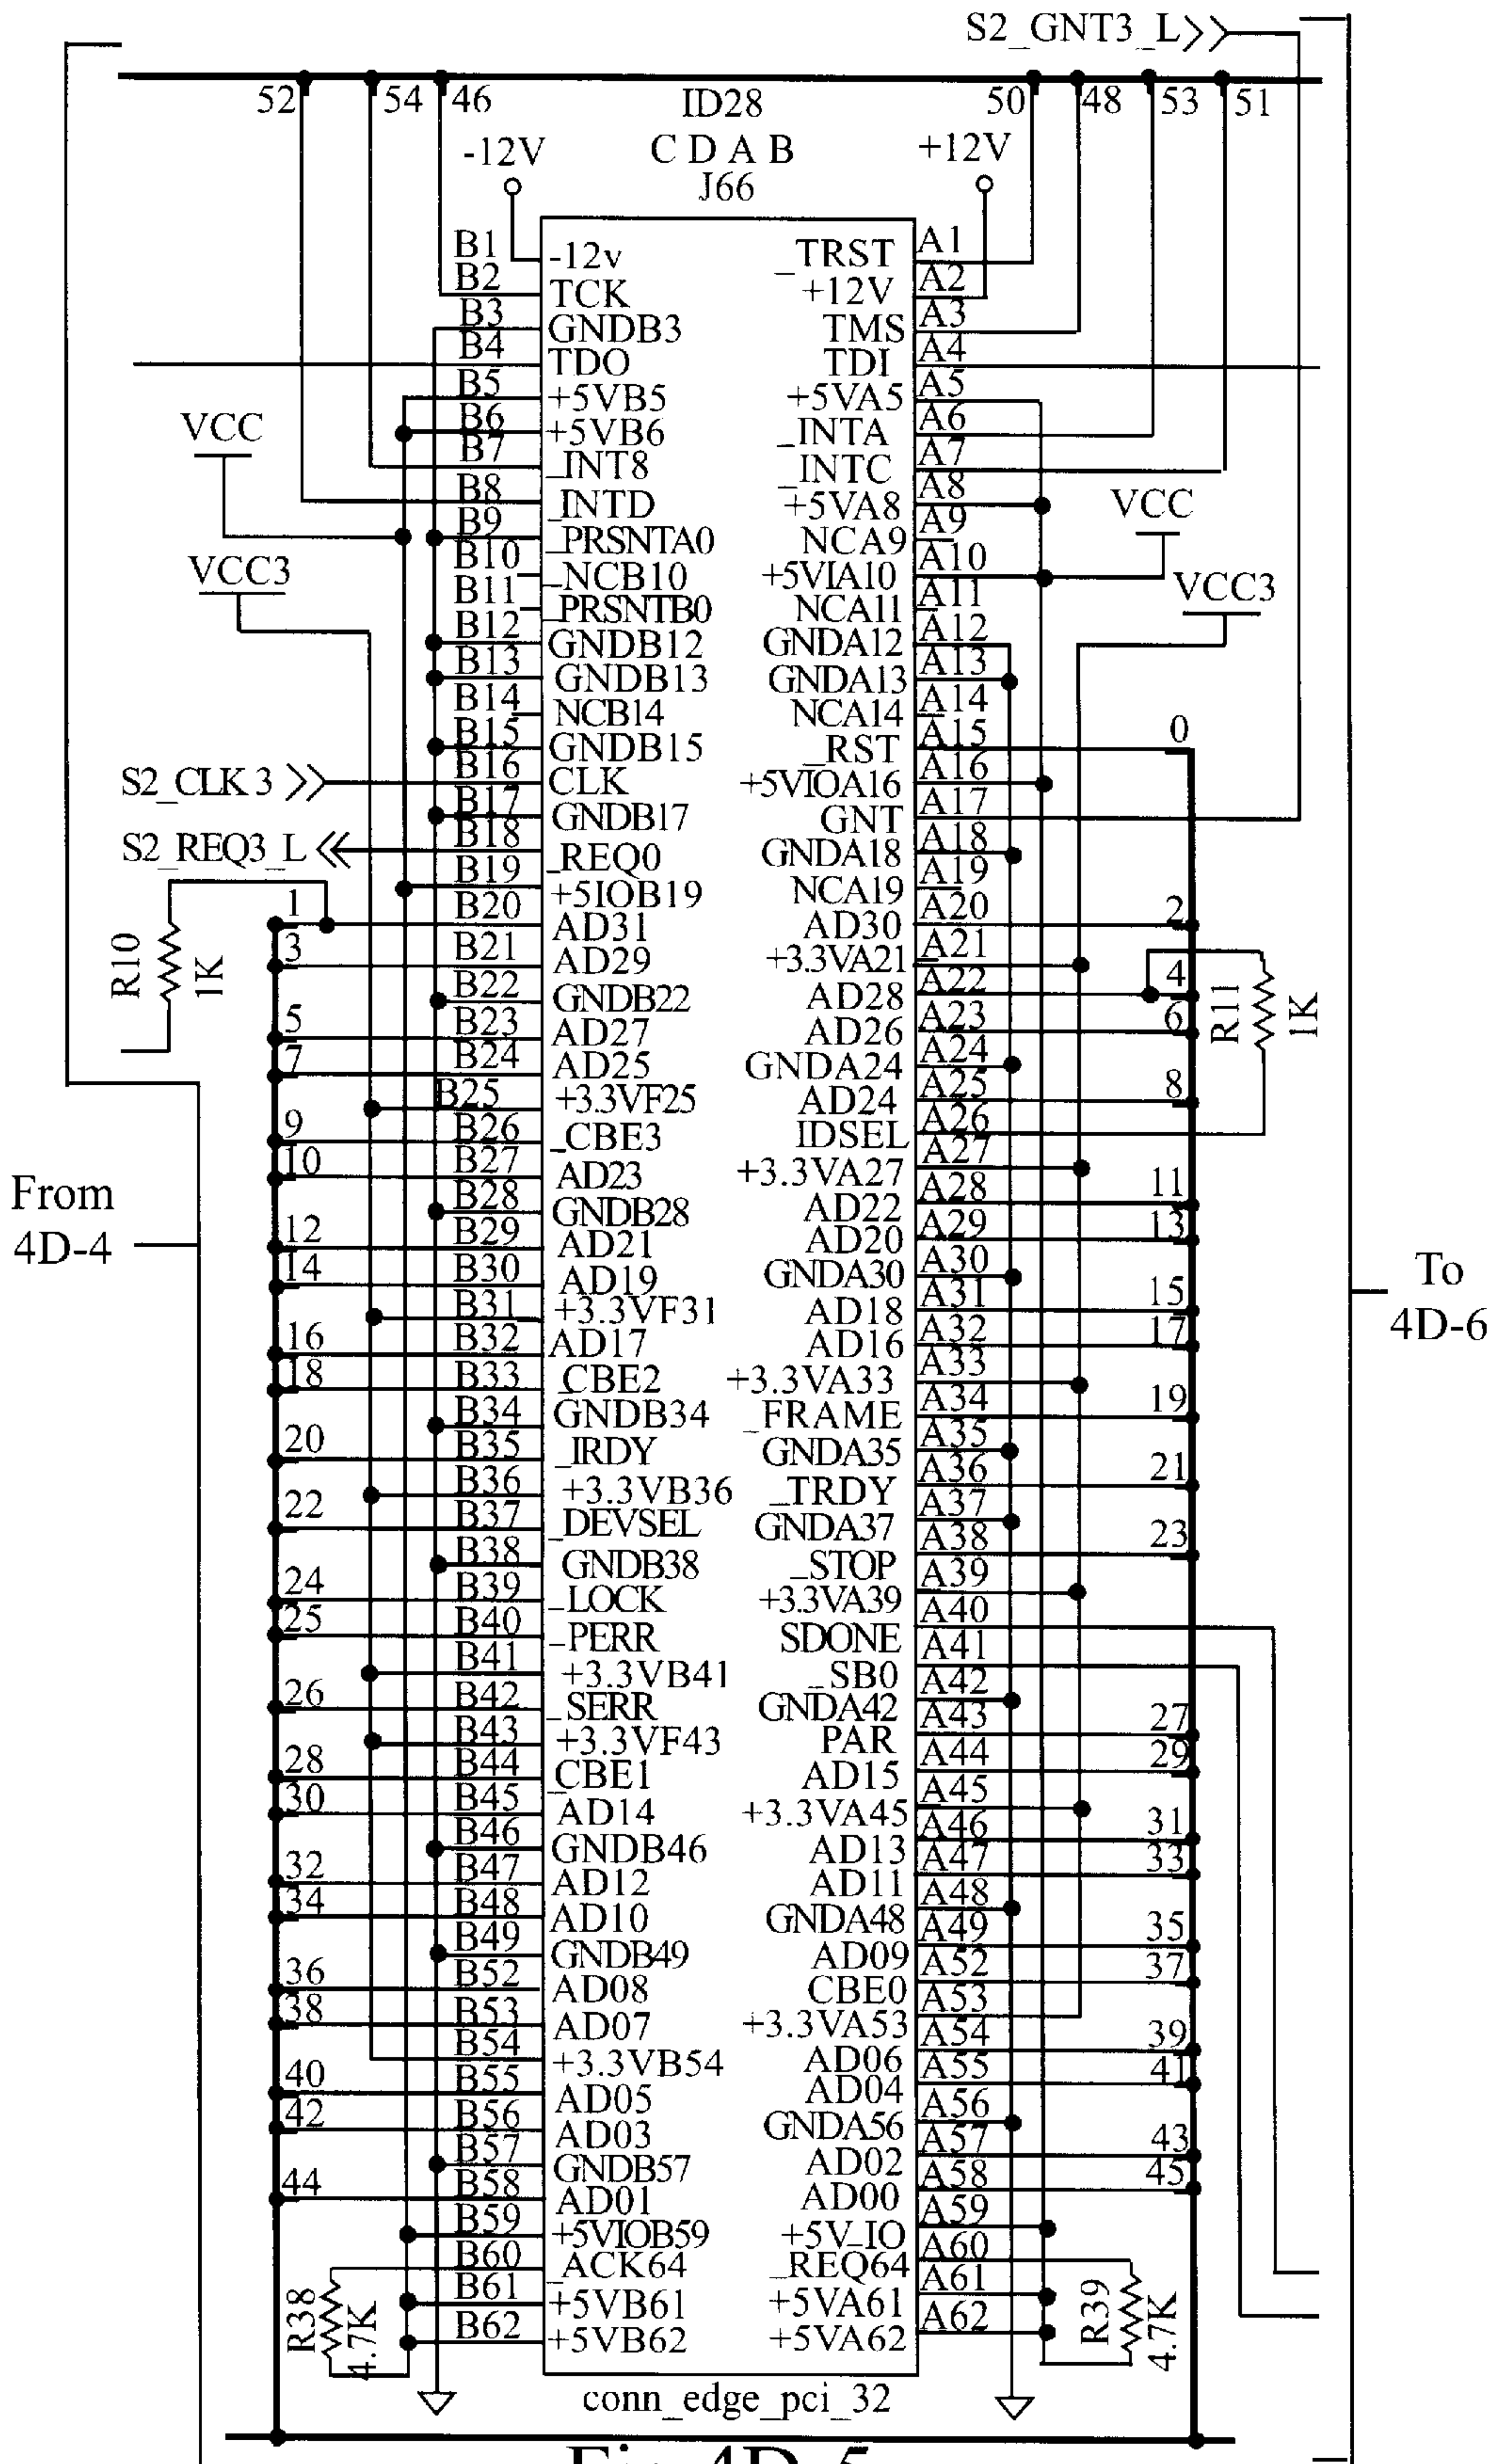 S2_GNT3_L
52 54 46 ID28 50 48 53 51
-12V C D A B +12V
J66
B1 -12v _TRST A1
B2 TCK +12V A2
B3 GNDB3 TMS A3
B4 TDO TDI A4
B5 +5VB5 +5VA5 A5
VCC B6 +5VB6 _INTA A6
B7 _INT8 _INTC A7
B8 _INTD +5VA8 A8 VCC
B9 _PRSNTA0 NCA9 A9
VCC3 B10 _NCB10 +5VIA10 A10 VCC3
B11 _PRSNTB0 NCA11 A11
B12 GNDB12 GNDA12 A12
B13 GNDB13 GNDA13 A13
B14 NCB14 NCA14 A14
B15 GNDB15 _RST A15 0
S2_CLK 3 B16 CLK +5VIOA16 A16
B17 GNDB17 GNT A17
S2_REQ3_L B18 _REQ0 GNDA18 A18
B19 +5IOB19 NCA19 A19
1 B20 AD31 AD30 A20 2
R10 1K 3 B21 AD29 +3.3VA21 A21
B22 GNDB22 AD28 A22 4 R11 1K
5 B23 AD27 AD26 A23 6
7 B24 AD25 GNDA24 A24
B25 +3.3VF25 AD24 A25 8
9 B26 _CBE3 IDSEL A26
10 B27 AD23 +3.3VA27 A27
From B28 GNDB28 AD22 A28 11
4D-4 12 B29 AD21 AD20 A29 13
14 B30 AD19 GNDA30 A30 To
B31 +3.3VF31 AD18 A31 15 4D-6
16 B32 AD17 AD16 A32 17
18 B33 _CBE2 +3.3VA33 A33
B34 GNDB34 _FRAME A34 19
20 B35 _IRDY GNDA35 A35
B36 +3.3VB36 _TRDY A36 21
22 B37 _DEVSEL GNDA37 A37
B38 GNDB38 _STOP A38 23
24 B39 _LOCK +3.3VA39 A39
25 B40 _PERR SDONE A40
B41 +3.3VB41 _SB0 A41
26 B42 _SERR GNDA42 A42
B43 +3.3VF43 PAR A43 27
28 B44 _CBE1 AD15 A44 29
30 B45 AD14 +3.3VA45 A45
B46 GNDB46 AD13 A46 31
32 B47 AD12 AD11 A47 33
34 B48 AD10 GNDA48 A48
B49 GNDB49 AD09 A49 35
36 B52 AD08 CBE0 A52 37
38 B53 AD07 +3.3VA53 A53
B54 +3.3VB54 AD06 A54 39
40 B55 AD05 AD04 A55 41
42 B56 AD03 GNDA56 A56
B57 GNDB57 AD02 A57 43
44 B58 AD01 AD00 A58 45
B59 +5VIOB59 +5V_IO A59
B60 _ACK64 _REQ64 A60
R38 4.7K B61 +5VB61 +5VA61 A61 R39 4.7K
B62 +5VB62 +5VA62 A62
conn_edge_pci_32
Fig 4D-5